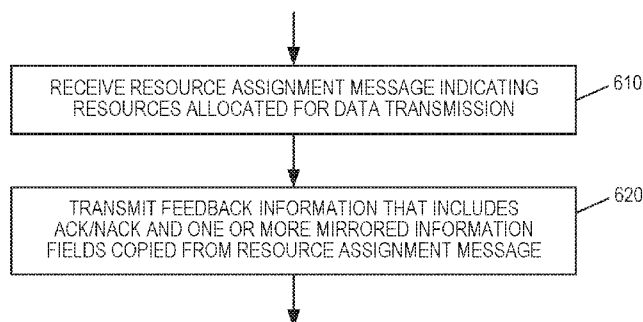 RECEIVE RESOURCE ASSIGNMENT MESSAGE INDICATING
RESOURCES ALLOCATED FOR DATA TRANSMISSION
610
TRANSMIT FEEDBACK INFORMATION THAT INCLUDES
ACK/NACK AND ONE OR MORE MIRRORED INFORMATION
FIELDS COPIED FROM RESOURCE ASSIGNMENT MESSAGE
620